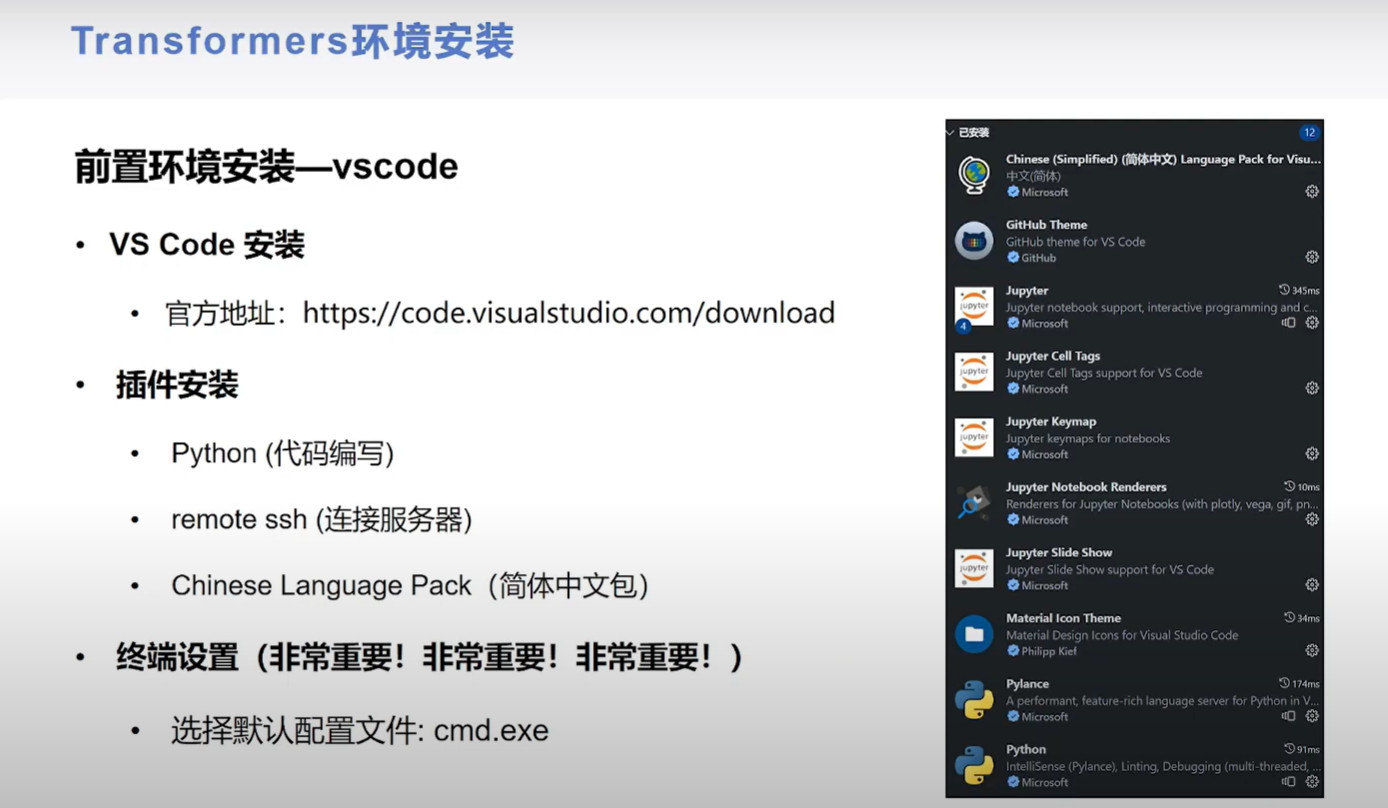 Transformers环境安装
前置环境安装—vscode
• VS Code 安装
• 官方地址：https://code.visualstudio.com/download
• 插件安装
• Python (代码编写)
• remote ssh (连接服务器)
• Chinese Language Pack（简体中文包）
• 终端设置（非常重要！非常重要！非常重要！）
• 选择默认配置文件: cmd.exe
已安装 12
Chinese (Simplified) (简体中文) Language Pack for Visu...
中文(简体)
Microsoft
GitHub Theme
GitHub theme for VS Code
GitHub
Jupyter 345ms
Jupyter notebook support, interactive programming and c...
jupyter
4
Microsoft
Jupyter Cell Tags
Jupyter Cell Tags support for VS Code
jupyter
Microsoft
Jupyter Keymap
Jupyter keymaps for notebooks
jupyter
Microsoft
Jupyter Notebook Renderers 10ms
Renderers for Jupyter Notebooks (with plotly, vega, gif, pn...
Microsoft
Jupyter Slide Show
Jupyter Slide Show support for VS Code
jupyter
Microsoft
Material Icon Theme 34ms
Material Design Icons for Visual Studio Code
Philipp Kief
Pylance 174ms
A performant, feature-rich language server for Python in V...
Microsoft
Python 91ms
IntelliSense (Pylance), Linting, Debugging (multi-threaded, ...
Microsoft